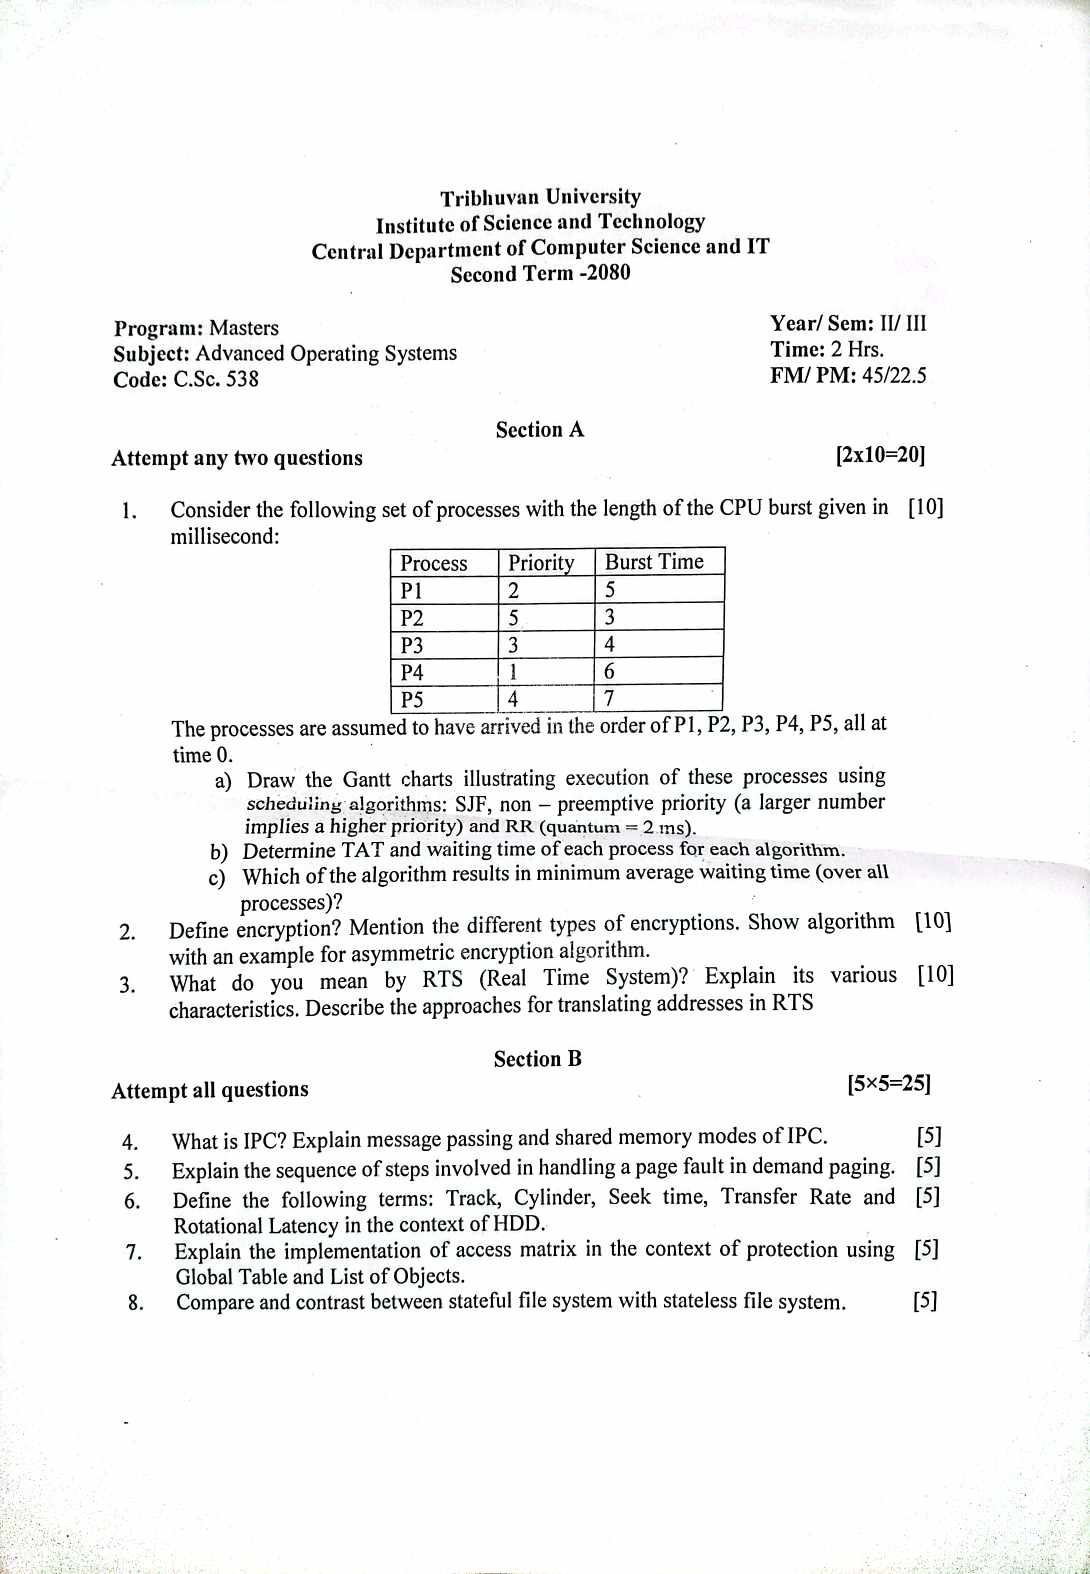 Tribhuvan University
Institute of Science and Technology
Central Department of Computer Science and IT
Second Term -2080
Program: Masters
Year/ Sem: II/ III
Subject: Advanced Operating Systems
Time: 2 Hrs.
Code: C.Sc. 538
FM/ PM: 45/22.5
Section A
Attempt any two questions [2x10=20]
1. Consider the following set of processes with the length of the CPU burst given in [10]
millisecond:
Process Priority Burst Time
P1 2 5
P2 5 3
P3 3 4
P4 1 6
P5 4 7
The processes are assumed to have arrived in the order of P1, P2, P3, P4, P5, all at
time 0.
a) Draw the Gantt charts illustrating execution of these processes using
scheduling algorithms: SJF, non – preemptive priority (a larger number
implies a higher priority) and RR (quantum = 2 ms).
b) Determine TAT and waiting time of each process for each algorithm.
c) Which of the algorithm results in minimum average waiting time (over all
processes)?
2. Define encryption? Mention the different types of encryptions. Show algorithm [10]
with an example for asymmetric encryption algorithm.
3. What do you mean by RTS (Real Time System)? Explain its various [10]
characteristics. Describe the approaches for translating addresses in RTS
Section B
Attempt all questions [5×5=25]
4. What is IPC? Explain message passing and shared memory modes of IPC. [5]
5. Explain the sequence of steps involved in handling a page fault in demand paging. [5]
6. Define the following terms: Track, Cylinder, Seek time, Transfer Rate and [5]
Rotational Latency in the context of HDD.
7. Explain the implementation of access matrix in the context of protection using [5]
Global Table and List of Objects.
8. Compare and contrast between stateful file system with stateless file system. [5]